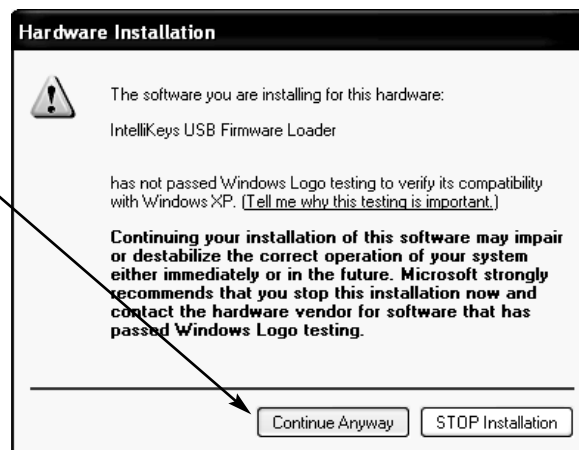 Hardware Installation
The software you are installing for this hardware:
IntelliKeys USB Firmware Loader
has not passed Windows Logo testing to verify its compatibility
with Windows XP. (Tell me why this testing is important.)
Continuing your installation of this software may impair
or destabilize the correct operation of your system
either immediately or in the future. Microsoft strongly
recommends that you stop this installation now and
contact the hardware vendor for software that has
passed Windows Logo testing.
Continue Anyway STOP Installation